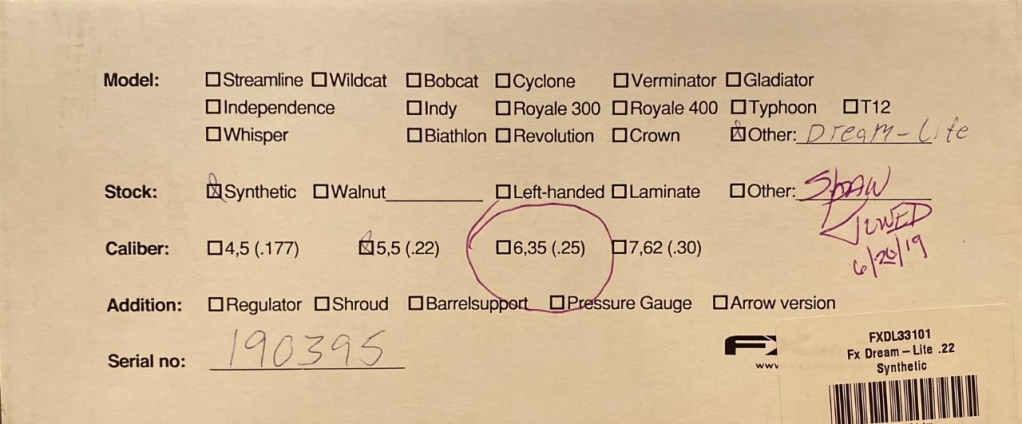 Model: ☐Streamline ☐Wildcat ☐Bobcat ☐Cyclone ☐Verminator ☐Gladiator
☐Independence ☐Indy ☐Royale 300 ☐Royale 400 ☐Typhoon ☐T12
☐Whisper ☐Biathlon ☐Revolution ☐Crown ☒Other: Dream-Lite
Stock: ☒Synthetic ☐Walnut ☐Left-handed ☐Laminate ☐Other: SHAW
TUNED
6/20/19
Caliber: ☐4,5 (.177) ☒5,5 (.22) ☐6,35 (.25) ☐7,62 (.30)
Addition: ☐Regulator ☐Shroud ☐Barrelsupport ☐Pressure Gauge ☐Arrow version
Serial no: 190395
FX
www
FXDL33101
Fx Dream – Lite .22
Synthetic